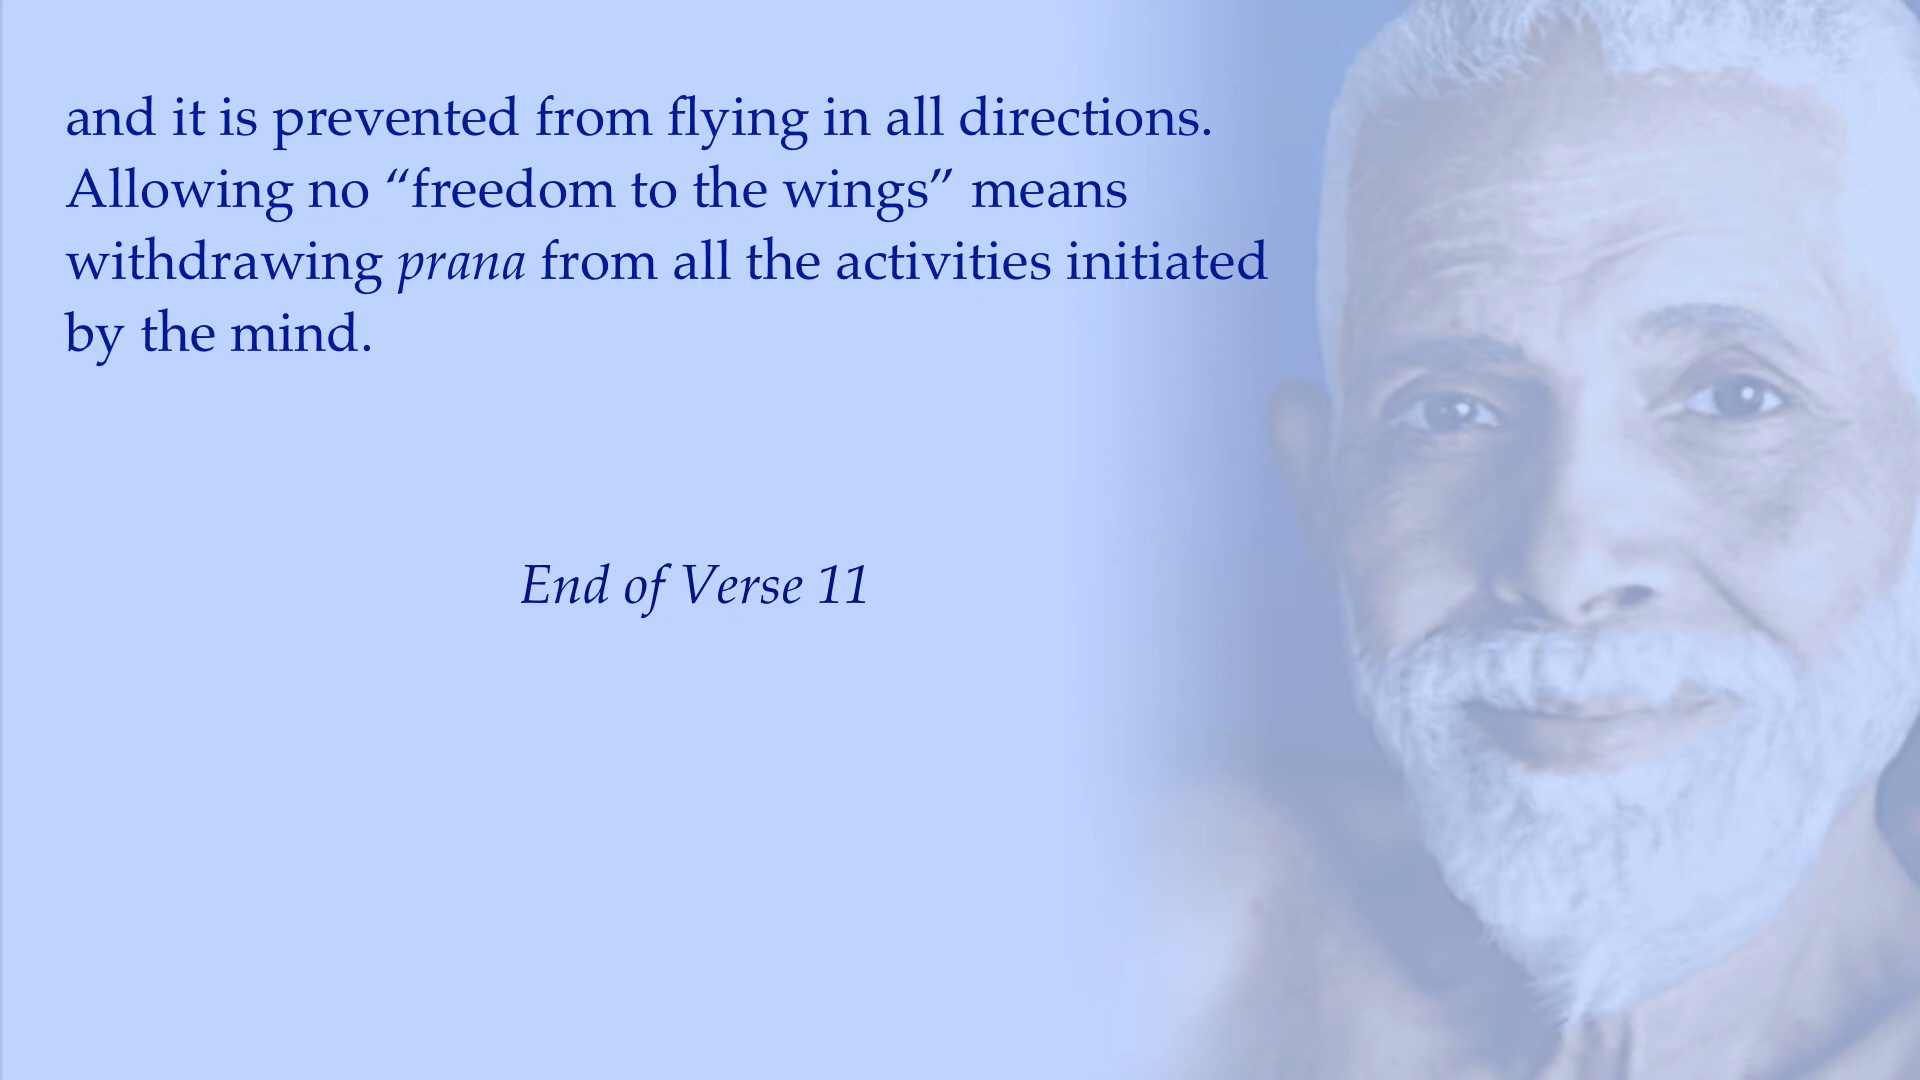 and it is prevented from flying in all directions.
Allowing no “freedom to the wings” means
withdrawing prana from all the activities initiated
by the mind.
End of Verse 11